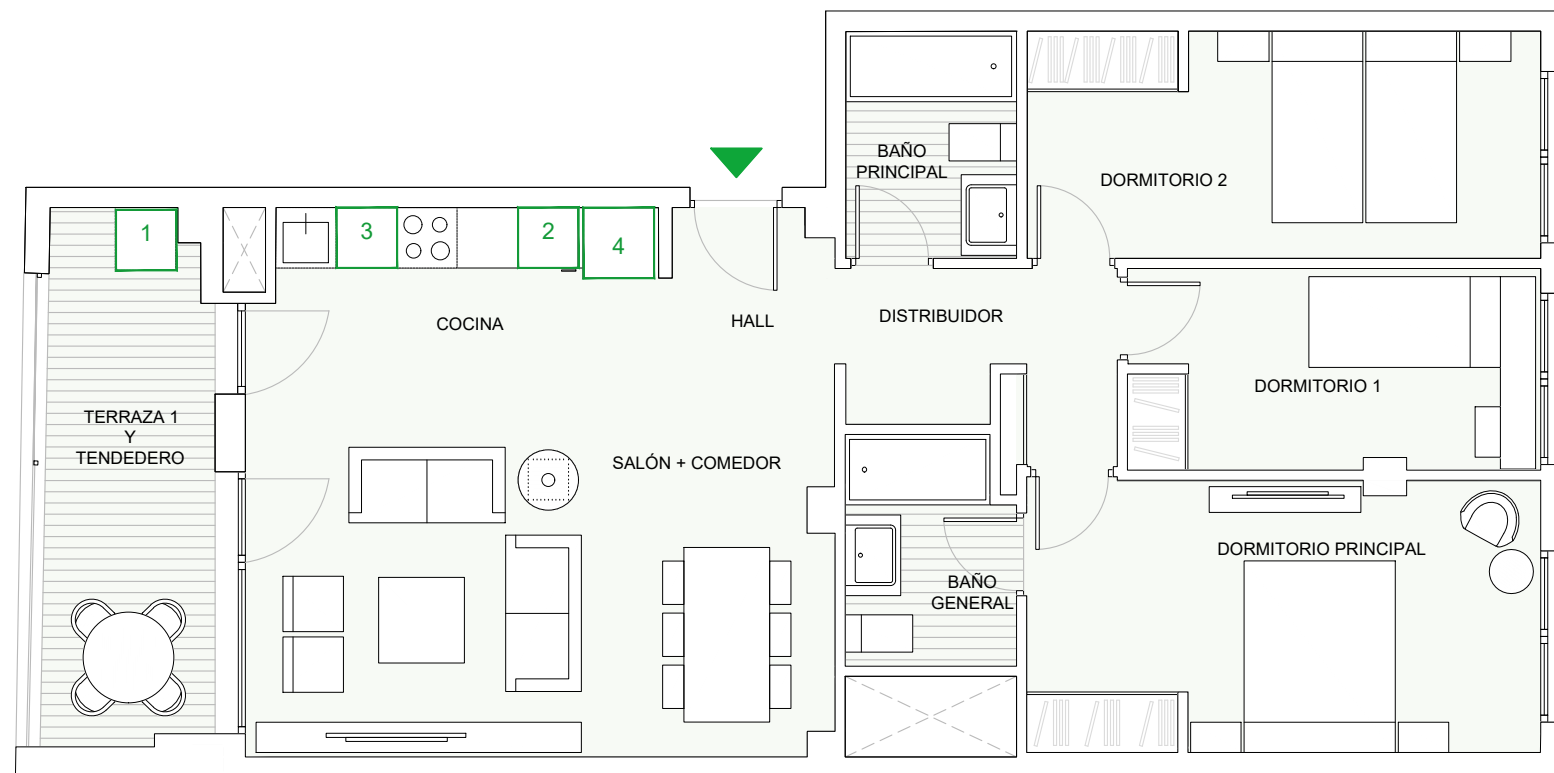 BAÑO
PRINCIPAL
DORMITORIO 2
1
3
2
4
COCINA
HALL
DISTRIBUIDOR
DORMITORIO 1
TERRAZA 1
Y
TENDEDERO
SALÓN + COMEDOR
DORMITORIO PRINCIPAL
BAÑO
GENERAL